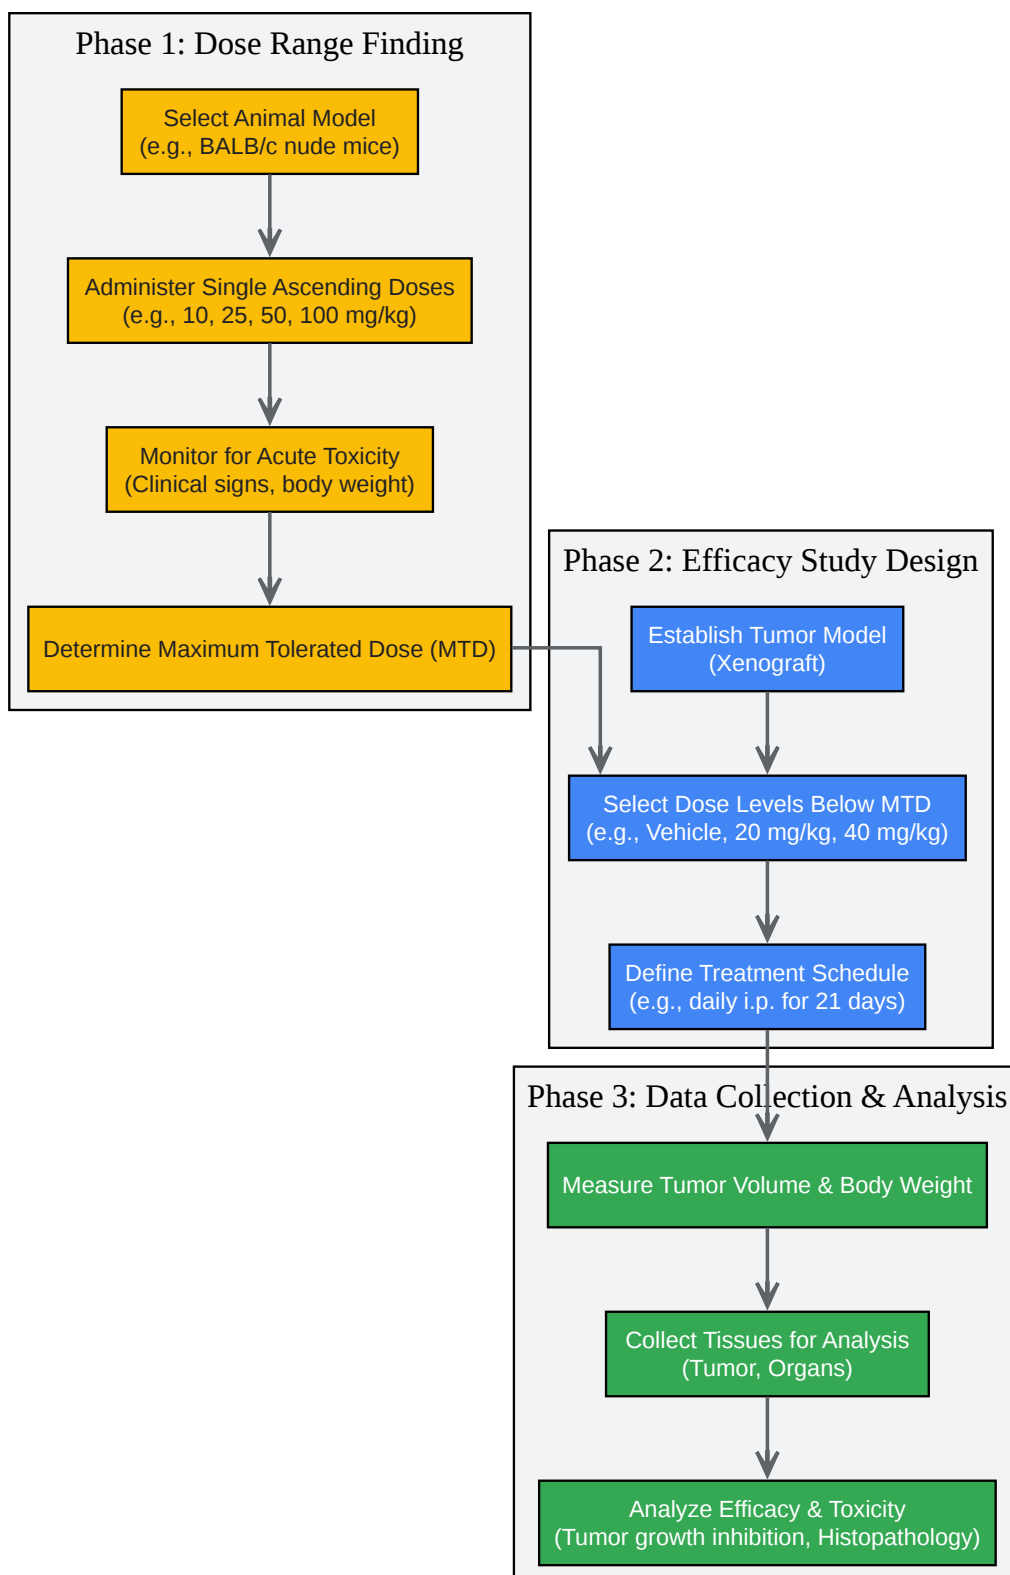 Phase 1: Dose Range Finding
Select Animal Model
(e.g., BALB/c nude mice)
Administer Single Ascending Doses
(e.g., 10, 25, 50, 100 mg/kg)
Monitor for Acute Toxicity
(Clinical signs, body weight)
Determine Maximum Tolerated Dose (MTD)
Phase 2: Efficacy Study Design
Establish Tumor Model
(Xenograft)
Select Dose Levels Below MTD
(e.g., Vehicle, 20 mg/kg, 40 mg/kg)
Define Treatment Schedule
(e.g., daily i.p. for 21 days)
Phase 3: Data Collection & Analysis
Measure Tumor Volume & Body Weight
Collect Tissues for Analysis
(Tumor, Organs)
Analyze Efficacy & Toxicity
(Tumor growth inhibition, Histopathology)